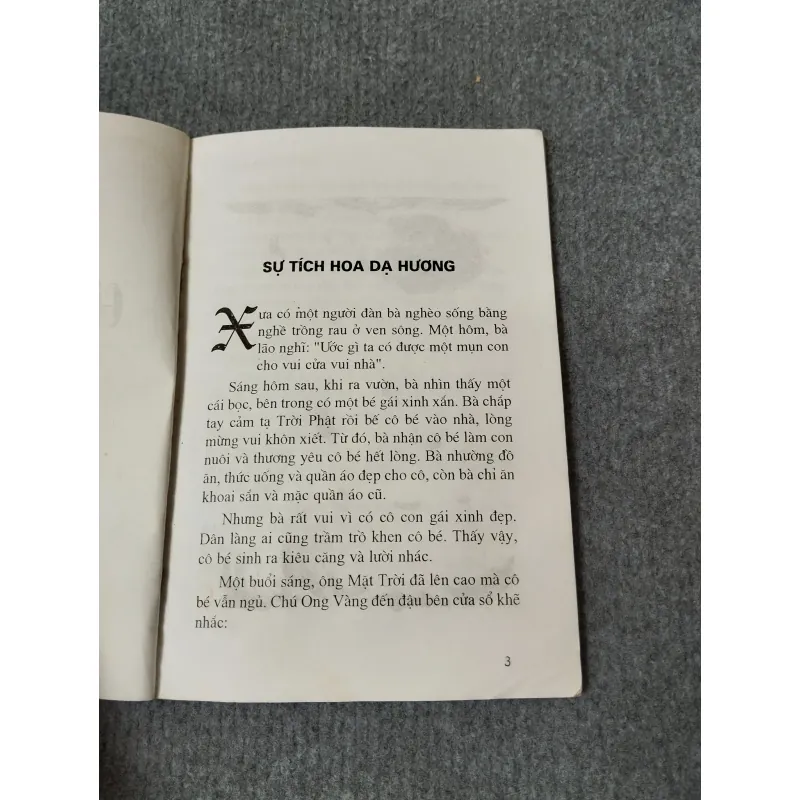 SỰ TÍCH HOA DẠ HƯƠNG
Xưa có một người đàn bà nghèo sống bằng
nghề trồng rau ở ven sông. Một hôm, bà
lão nghĩ: "Ước gì ta có được một mụn con
cho vui cửa vui nhà".
Sáng hôm sau, khi ra vườn, bà nhìn thấy một
cái bọc, bên trong có một bé gái xinh xắn. Bà chắp
tay cảm tạ Trời Phật rồi bế cô bé vào nhà, lòng
mừng vui khôn xiết. Từ đó, bà nhận cô bé làm con
nuôi và thương yêu cô bé hết lòng. Bà nhường đồ
ăn, thức uống và quần áo đẹp cho cô, còn bà chỉ ăn
khoai sắn và mặc quần áo cũ.
Nhưng bà rất vui vì có cô con gái xinh đẹp.
Dân làng ai cũng trầm trồ khen cô bé. Thấy vậy,
cô bé sinh ra kiêu căng và lười nhác.
Một buổi sáng, ông Mặt Trời đã lên cao mà cô
bé vẫn ngủ. Chú Ong Vàng đến đậu bên cửa sổ khẽ
nhắc:
3